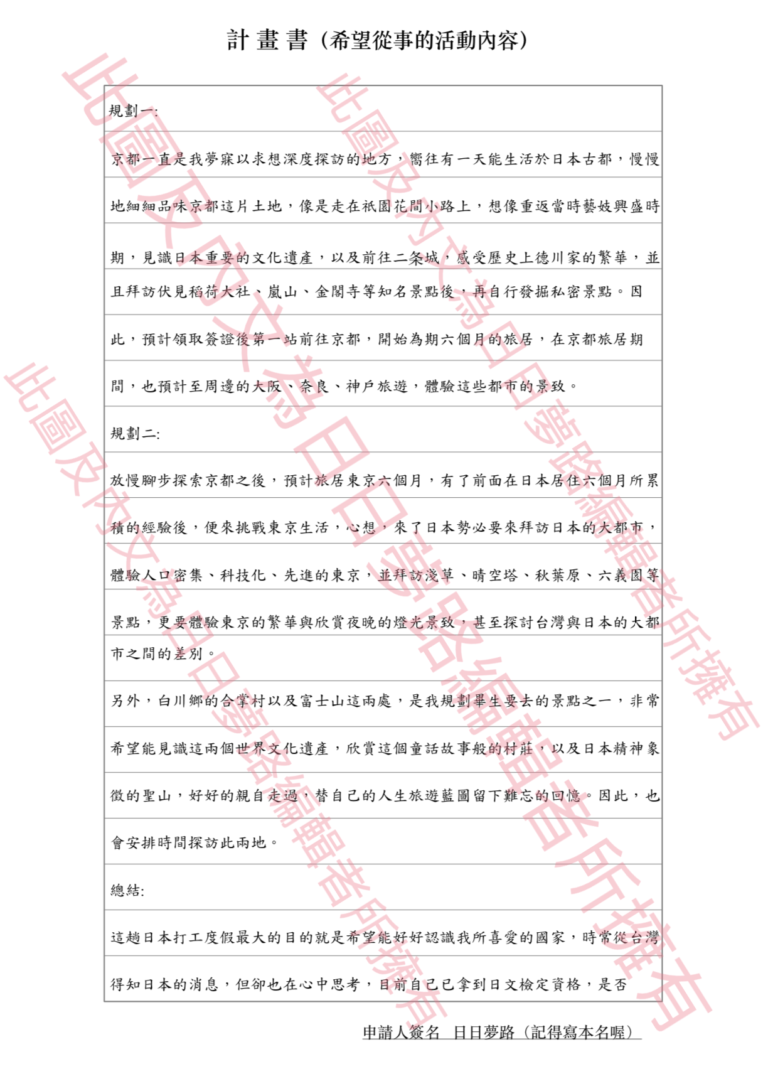 計 畫 書（希望從事的活動內容）
規劃一:
京都一直是我夢寐以求想深度探訪的地方，嚮往有一天能生活於日本古都，慢慢
地細細品味京都這片土地，像是走在祇園花間小路上，想像重返當時藝妓興盛時
期，見識日本重要的文化遺產，以及前往二条城，感受歷史上德川家的繁華，並
且拜訪伏見稻荷大社、嵐山、金閣寺等知名景點後，再自行發掘私密景點。因
此，預計領取簽證後第一站前往京都，開始為期六個月的旅居，在京都旅居期
間，也預計至周邊的大阪、奈良、神戶旅遊，體驗這些都市的景致。
規劃二:
放慢腳步探索京都之後，預計旅居東京六個月，有了前面在日本居住六個月所累
積的經驗後，便來挑戰東京生活，心想，來了日本勢必要來拜訪日本的大都市，
體驗人口密集、科技化、先進的東京，並拜訪淺草、晴空塔、秋葉原、六義園等
景點，更要體驗東京的繁華與欣賞夜晚的燈光景致，甚至探討台灣與日本的大都
市之間的差別。
另外，白川鄉的合掌村以及富士山這兩處，是我規劃畢生要去的景點之一，非常
希望能見識這兩個世界文化遺產，欣賞這個童話故事般的村莊，以及日本精神象
徵的聖山，好好的親自走過，替自己的人生旅遊藍圖留下難忘的回憶。因此，也
會安排時間探訪此兩地。
總結:
這趟日本打工度假最大的目的就是希望能好好認識我所喜愛的國家，時常從台灣
得知日本的消息，但卻也在心中思考，目前自己已拿到日文檢定資格，是否
申請人簽名 日日夢路（記得寫本名喔）
此圖及內文為日日夢路編輯者所擁有
此圖及內文為日日夢路編輯者所擁有
此圖及內文為日日夢路編輯者所擁有